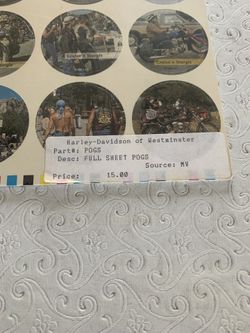 Harley-Davidson of Westminster
Part#: POGS
Desc: FULL SHEET POGS
Source: MV
Price: 15.00